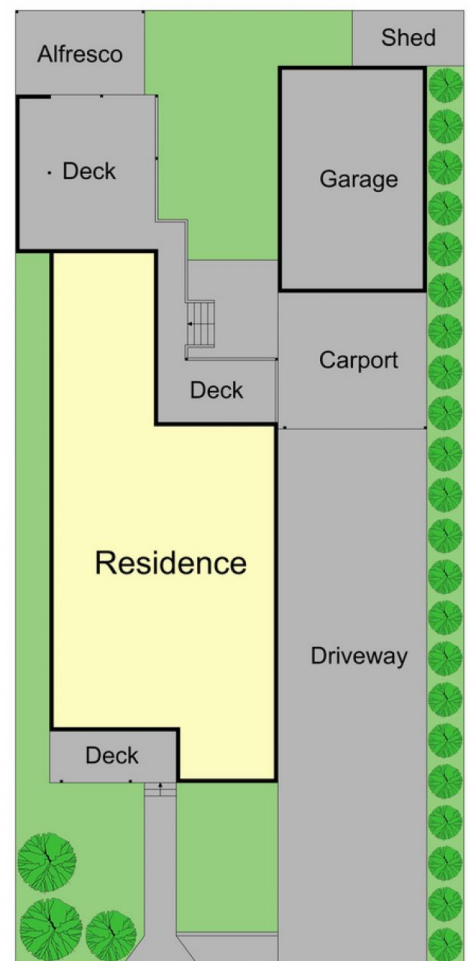 Shed
Alfresco
Deck
Garage
Carport
Deck
Residence
Driveway
Deck